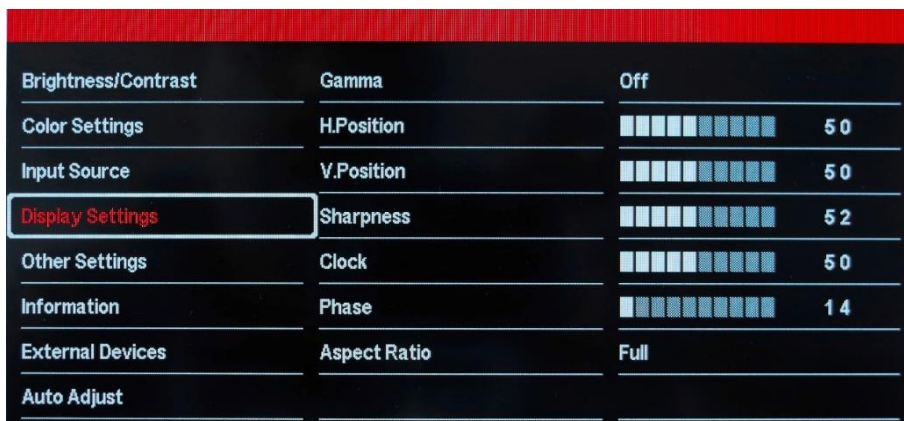 Brightness/Contrast Gamma Off
Color Settings H.Position 50
Input Source V.Position 50
Display Settings Sharpness 52
Other Settings Clock 50
Information Phase 14
External Devices Aspect Ratio Full
Auto Adjust